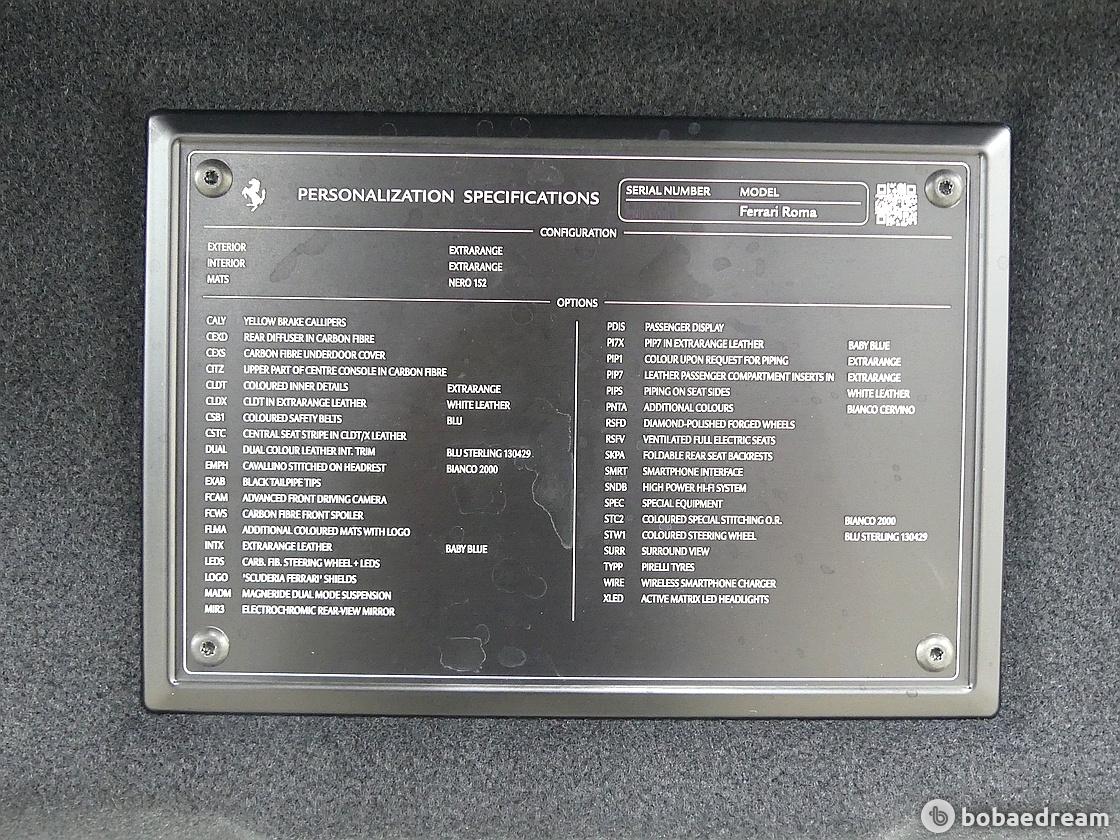 PERSONALIZATION SPECIFICATIONS
SERIAL NUMBER MODEL
Ferrari Roma
CONFIGURATION
EXTERIOR EXTRARANGE
INTERIOR EXTRARANGE
MATS NERO 152
OPTIONS
CALY YELLOW BRAKE CALLIPERS
CEXD REAR DIFFUSER IN CARBON FIBRE
CEXS CARBON FIBRE UNDERDOOR COVER
CITZ UPPER PART OF CENTRE CONSOLE IN CARBON FIBRE
CLDT COLOURED INNER DETAILS EXTRARANGE
CLDX CLDT IN EXTRARANGE LEATHER WHITE LEATHER
CSB1 COLOURED SAFETY BELTS BLU
CSTC CENTRAL SEAT STRIPE IN CLDT/X LEATHER
DUAL DUAL COLOUR LEATHER INT. TRIM BLU STERLING 130429
EMPH CAVALLINO STITCHED ON HEADREST BIANCO 2000
EXAB BLACK TAILPIPE TIPS
FCAM ADVANCED FRONT DRIVING CAMERA
FCWS CARBON FIBRE FRONT SPOILER
FLMA ADDITIONAL COLOURED MATS WITH LOGO
INTX EXTRARANGE LEATHER BABY BLUE
LEDS CARB. FIB. STEERING WHEEL + LEDS
LOGO 'SCUDERIA FERRARI' SHIELDS
MADM MAGNERIDE DUAL MODE SUSPENSION
MIR3 ELECTROCHROMIC REAR-VIEW MIRROR
PDIS PASSENGER DISPLAY
PI7X PIP7 IN EXTRARANGE LEATHER BABY BLUE
PIP1 COLOUR UPON REQUEST FOR PIPING EXTRARANGE
PIP7 LEATHER PASSENGER COMPARTMENT INSERTS IN EXTRARANGE
PIPS PIPING ON SEAT SIDES WHITE LEATHER
PNTA ADDITIONAL COLOURS BIANCO CERVINO
RSFD DIAMOND-POLISHED FORGED WHEELS
RSFV VENTILATED FULL ELECTRIC SEATS
SKPA FOLDABLE REAR SEAT BACKRESTS
SMRT SMARTPHONE INTERFACE
SNDB HIGH POWER HI-FI SYSTEM
SPEC SPECIAL EQUIPMENT
STC2 COLOURED SPECIAL STITCHING O.R. BIANCO 2000
STW1 COLOURED STEERING WHEEL BLU STERLING 130429
SURR SURROUND VIEW
TYPP PIRELLI TYRES
WIRE WIRELESS SMARTPHONE CHARGER
XLED ACTIVE MATRIX LED HEADLIGHTS
bobaedream